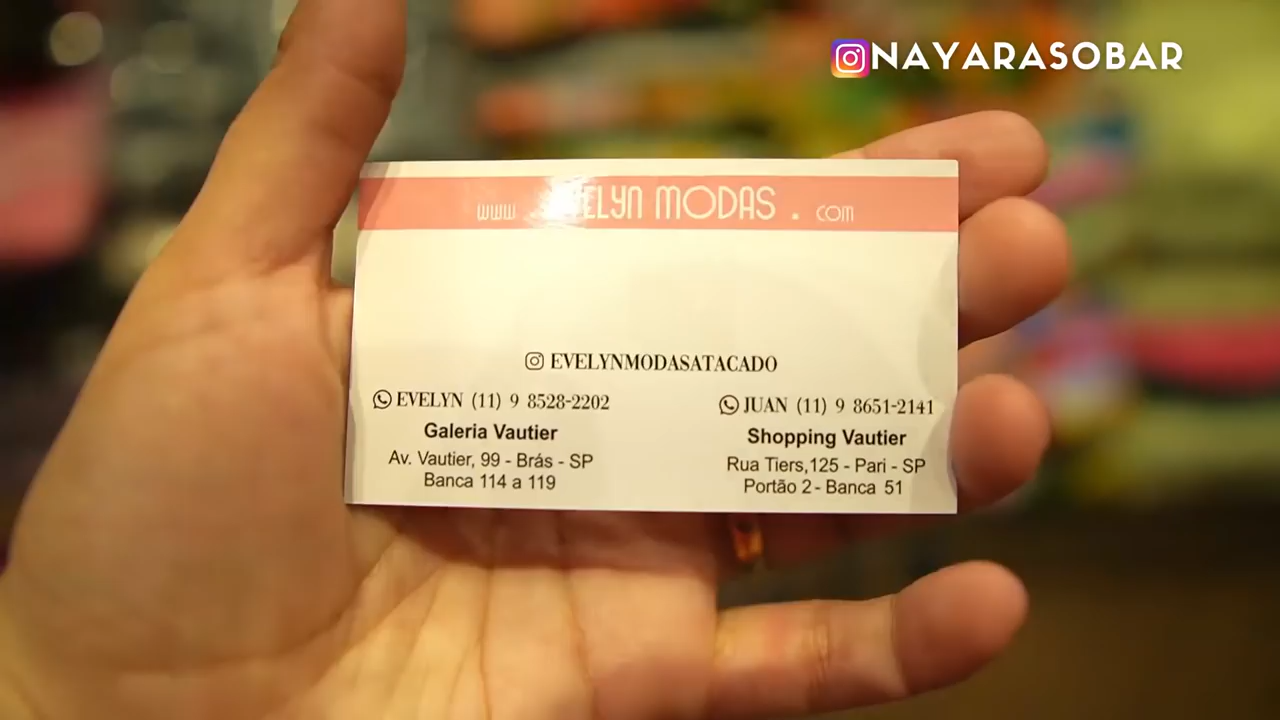 NAYARASOBAR
www EVELYN MODAS . COM
EVELYNMODASATACADO
EVELYN (11) 9 8528-2202
Galeria Vautier
Av. Vautier, 99 - Brás - SP
Banca 114 a 119
JUAN (11) 9 8651-2141
Shopping Vautier
Rua Tiers,125 - Pari - SP
Portão 2 - Banca 51